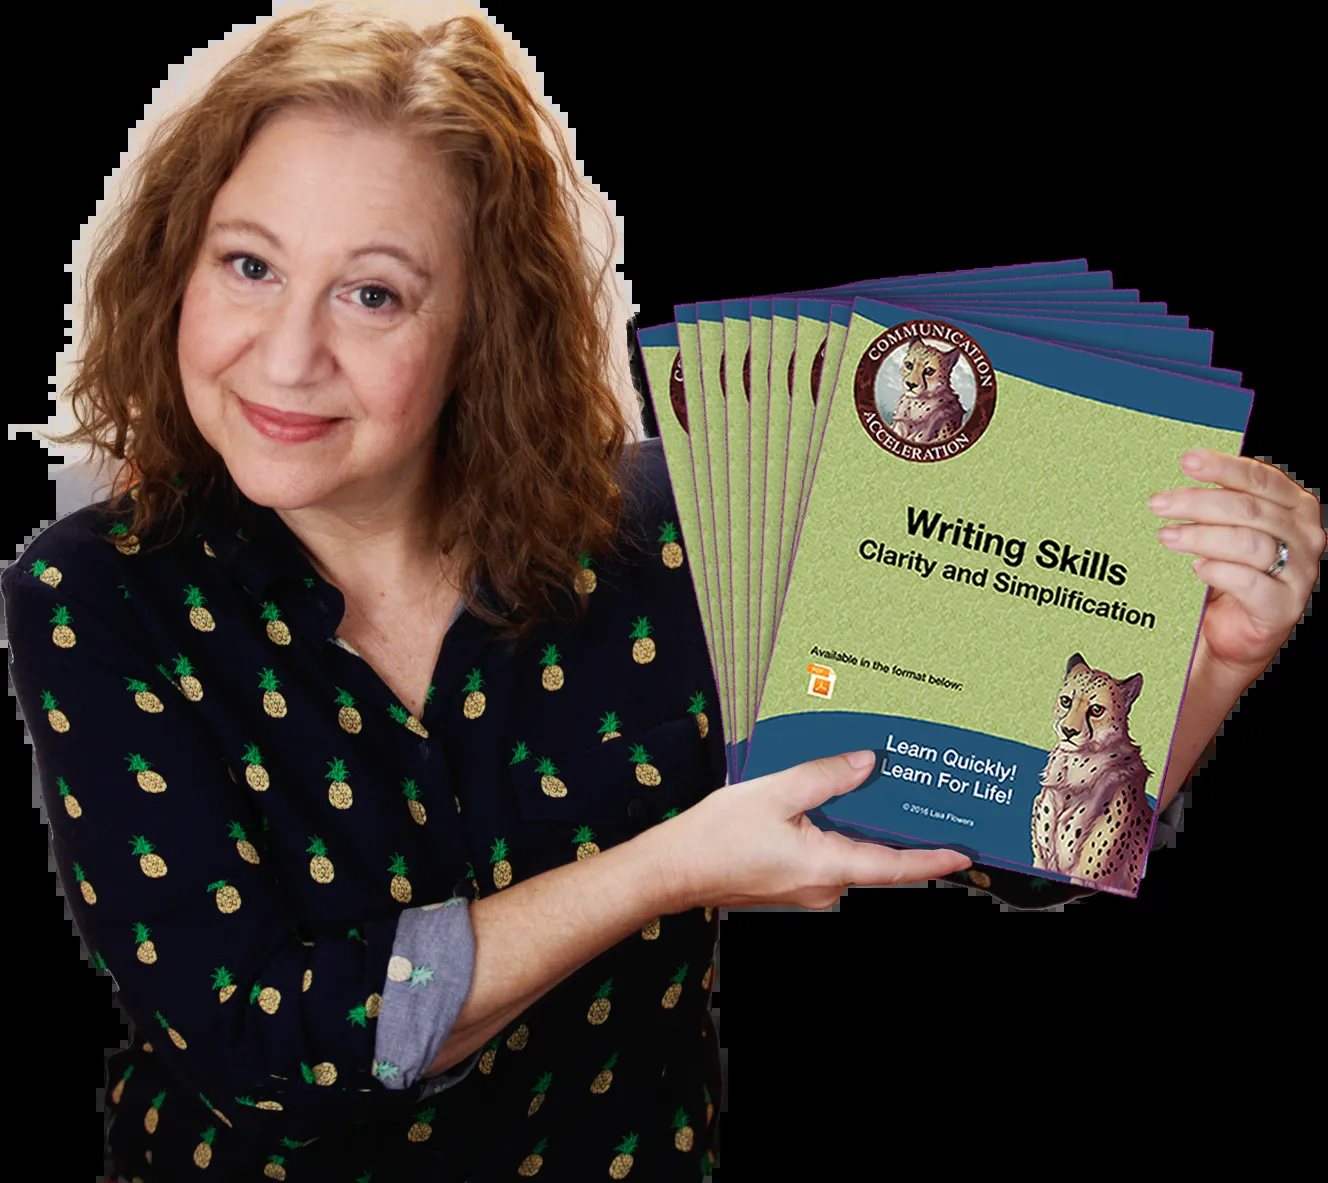 COMMUNICATION
ACCELERATION
Writing Skills
Clarity and Simplification
Available in the format below:
PDF
Learn Quickly!
Learn For Life!
© 2016 Lisa Flowers